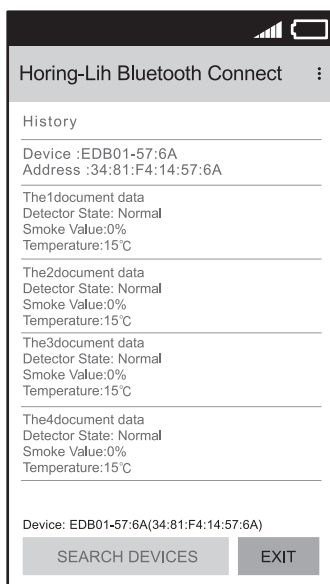 Horing-Lih Bluetooth Connect
History
Device :EDB01-57:6A
Address :34:81:F4:14:57:6A
The1document data
Detector State: Normal
Smoke Value:0%
Temperature:15℃
The2document data
Detector State: Normal
Smoke Value:0%
Temperature:15℃
The3document data
Detector State: Normal
Smoke Value:0%
Temperature:15℃
The4document data
Detector State: Normal
Smoke Value:0%
Temperature:15℃
Device: EDB01-57:6A(34:81:F4:14:57:6A)
SEARCH DEVICES
EXIT